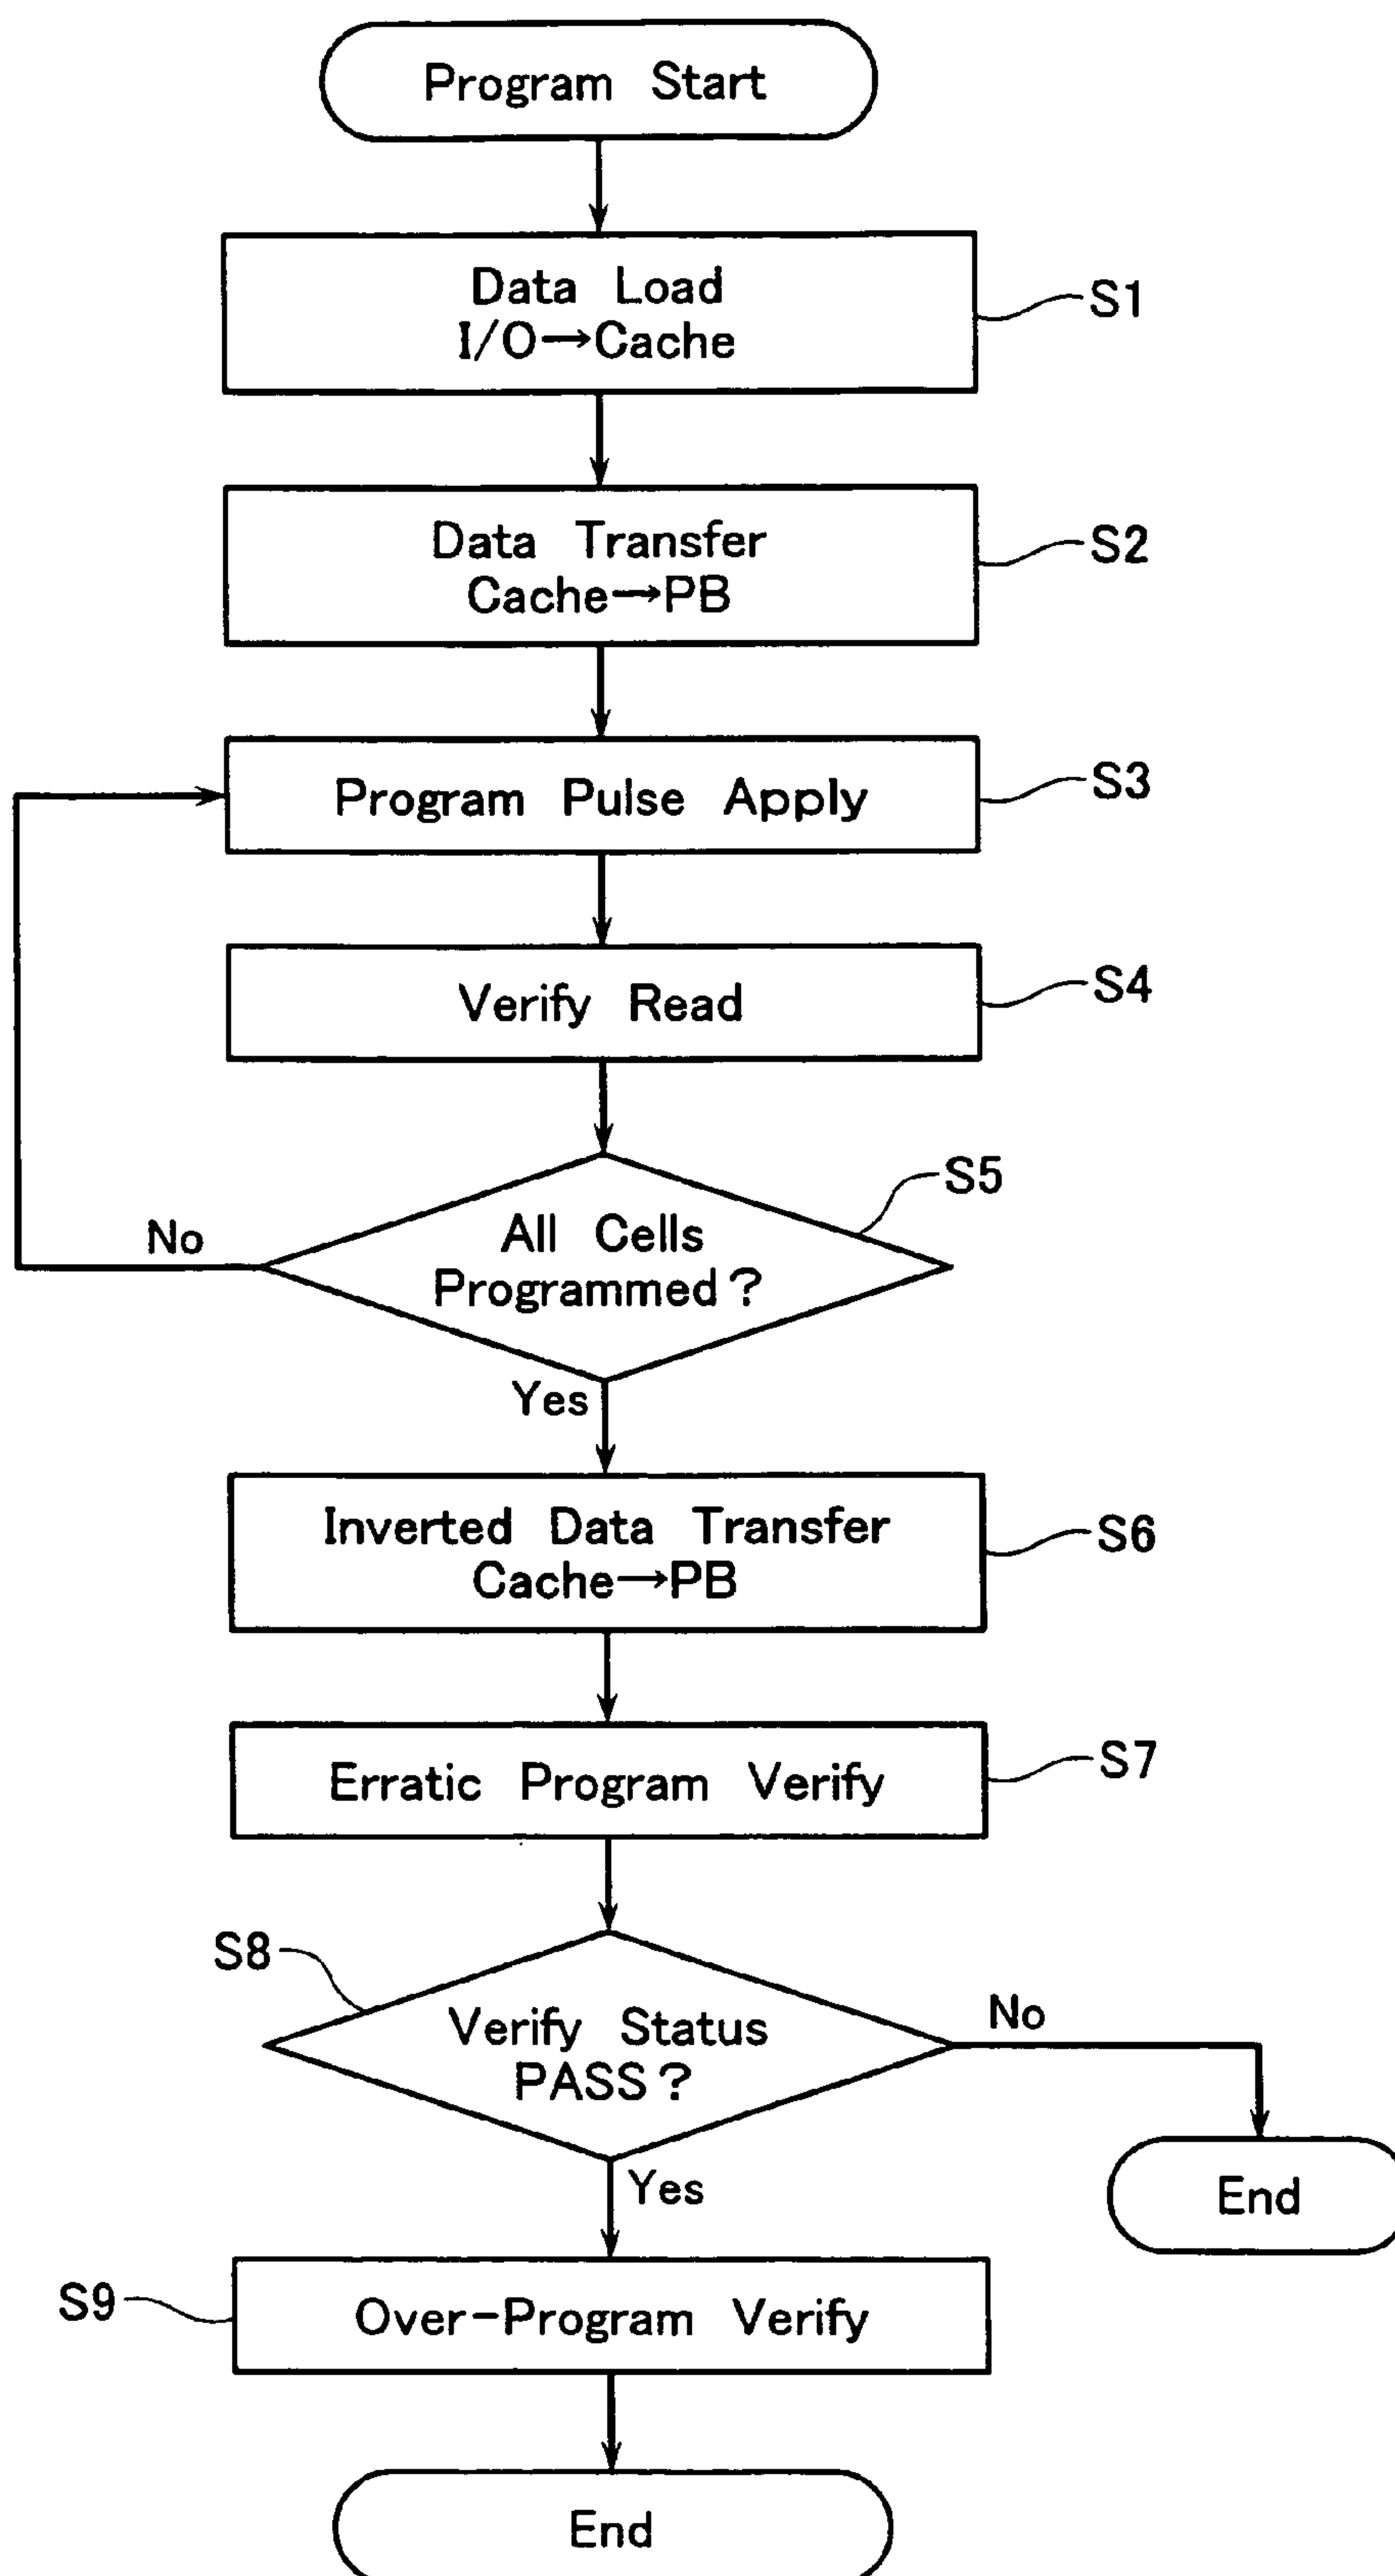 Program Start
Data Load
I/O→Cache
S1
Data Transfer
Cache→PB
S2
Program Pulse Apply
S3
Verify Read
S4
All Cells
Programmed?
S5
No
Yes
Inverted Data Transfer
Cache→PB
S6
Erratic Program Verify
S7
S8
Verify Status
PASS?
No
End
Yes
S9
Over-Program Verify
End